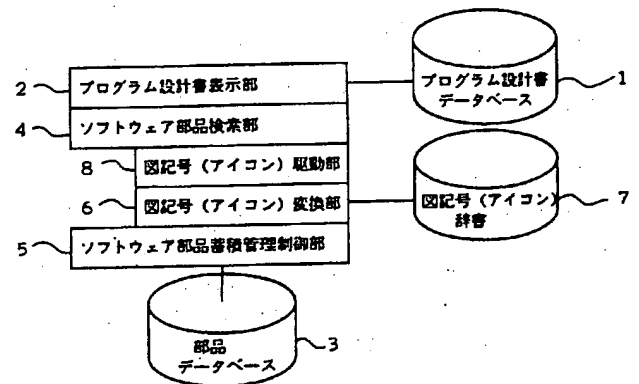 2 プログラム設計書表示部
プログラム設計書
データベース 1
4 ソフトウェア部品検索部
8 図記号 (アイコン) 駆動部
6 図記号 (アイコン) 変換部
図記号 (アイコン)
辞書 7
5 ソフトウェア部品蓄積管理制御部
部品
データベース 3